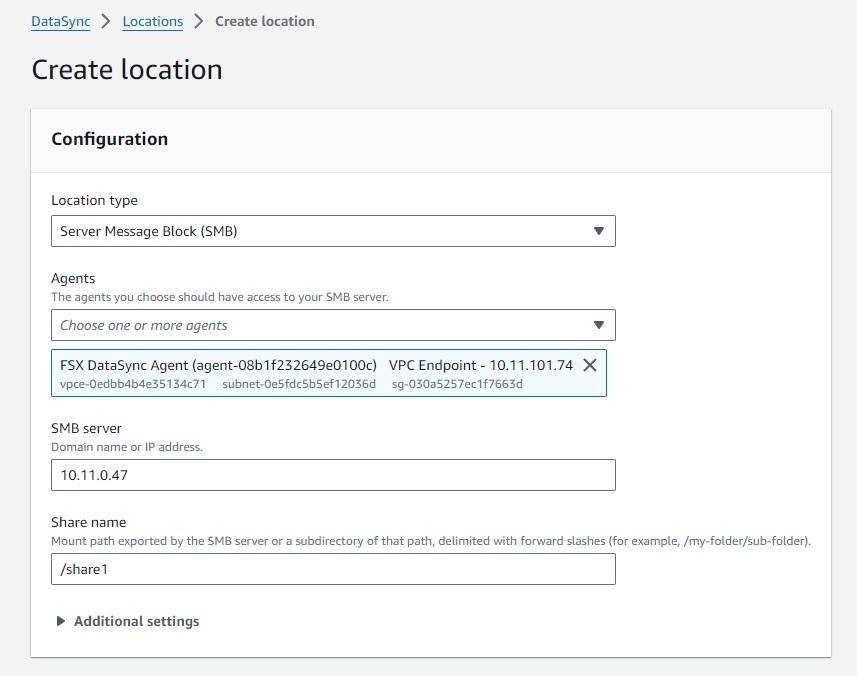 DataSync > Locations > Create location
Create location
Configuration
Location type
Server Message Block (SMB)
Agents
The agents you choose should have access to your SMB server.
Choose one or more agents
FSX DataSync Agent (agent-08b1f232649e0100c) VPC Endpoint - 10.11.101.74
vpce-0edbb4b4e35134c71 subnet-0e5fdc5b5ef12036d sg-030a5257ec1f7663d
SMB server
Domain name or IP address.
10.11.0.47
Share name
Mount path exported by the SMB server or a subdirectory of that path, delimited with forward slashes (for example, /my-folder/sub-folder).
/share1
Additional settings